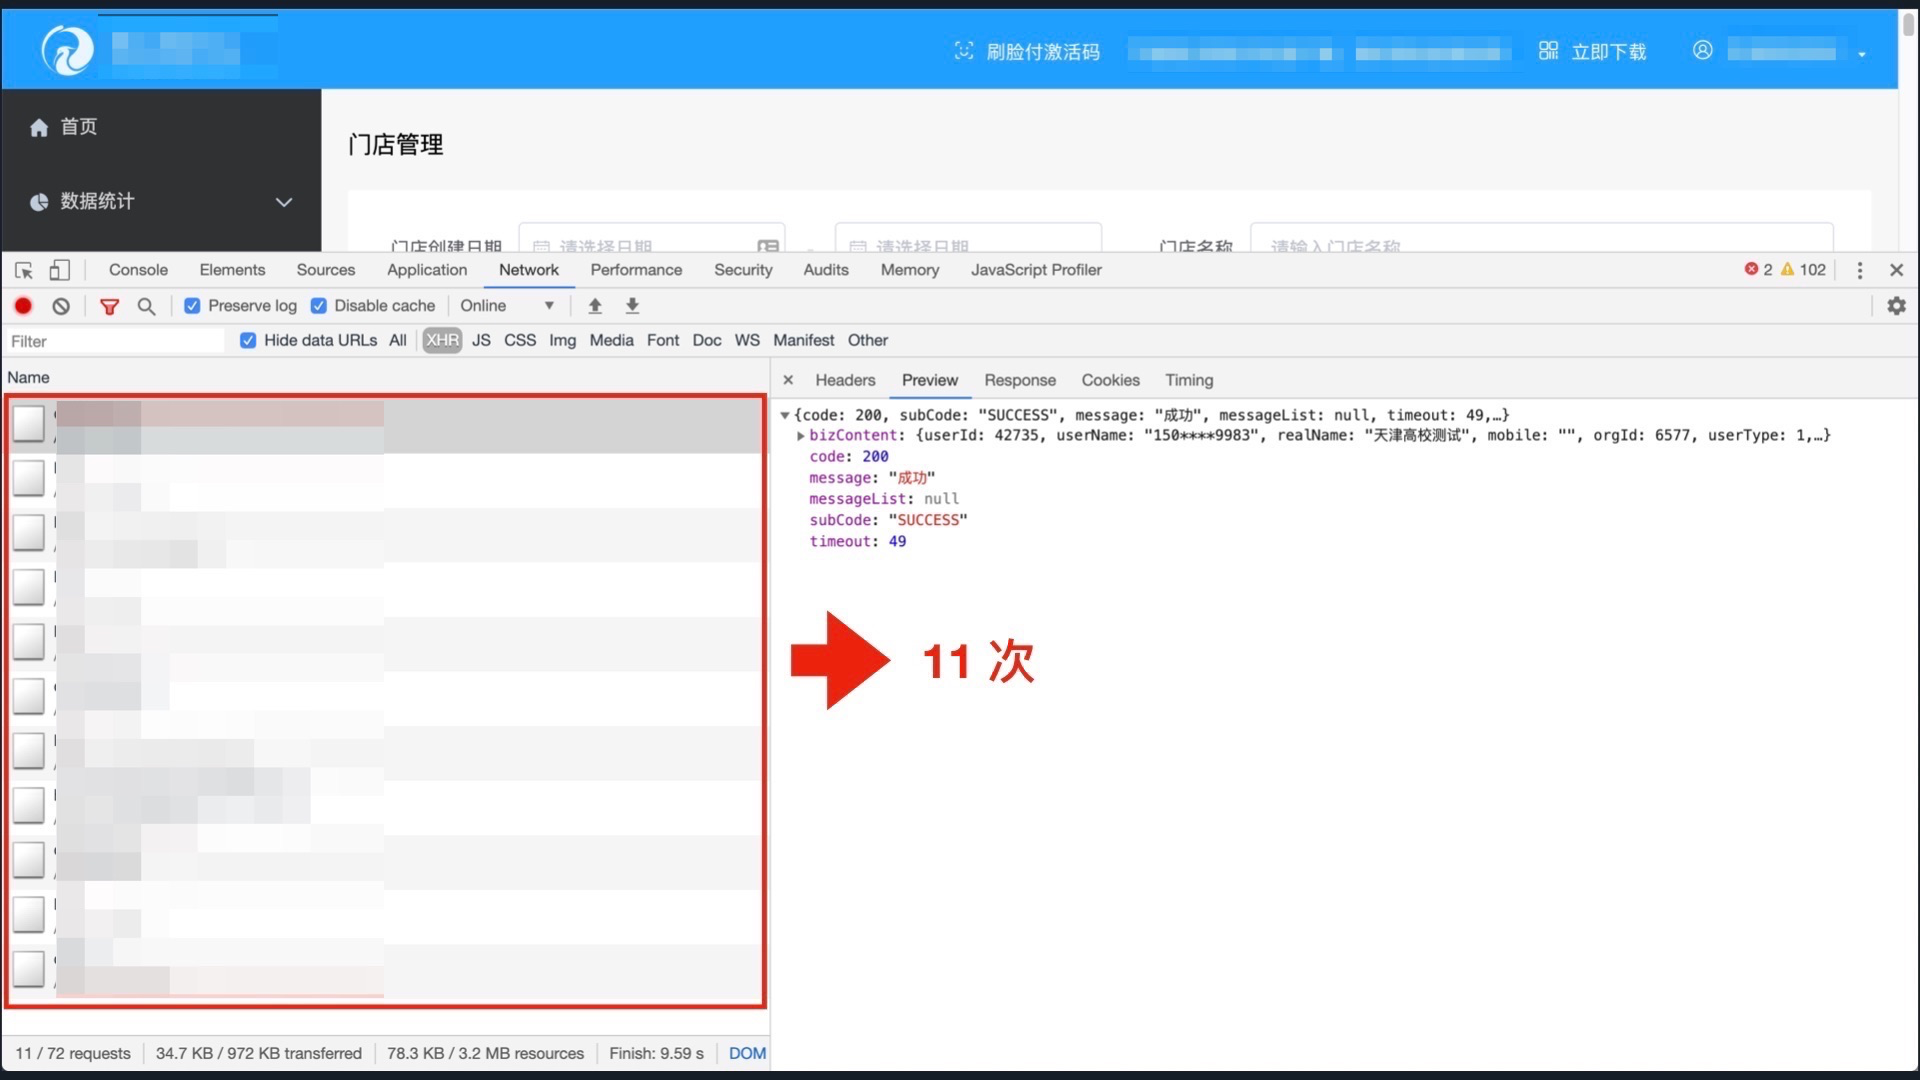 刷脸付激活码
立即下载
首页
数据统计
门店管理
门店创建日期 请选择日期 - 请选择日期 门店名称 请输入门店名称
Console Elements Sources Application Network Performance Security Audits Memory JavaScript Profiler 2 102
Preserve log Disable cache Online
Filter Hide data URLs All XHR JS CSS Img Media Font Doc WS Manifest Other
Name
Headers Preview Response Cookies Timing
{code: 200, subCode: "SUCCESS", message: "成功", messageList: null, timeout: 49,…}
bizContent: {userId: 42735, userName: "150****9983", realName: "天津高校测试", mobile: "", orgId: 6577, userType: 1,…}
code: 200
message: "成功"
messageList: null
subCode: "SUCCESS"
timeout: 49
11 次
11 / 72 requests 34.7 KB / 972 KB transferred 78.3 KB / 3.2 MB resources Finish: 9.59 s DOM